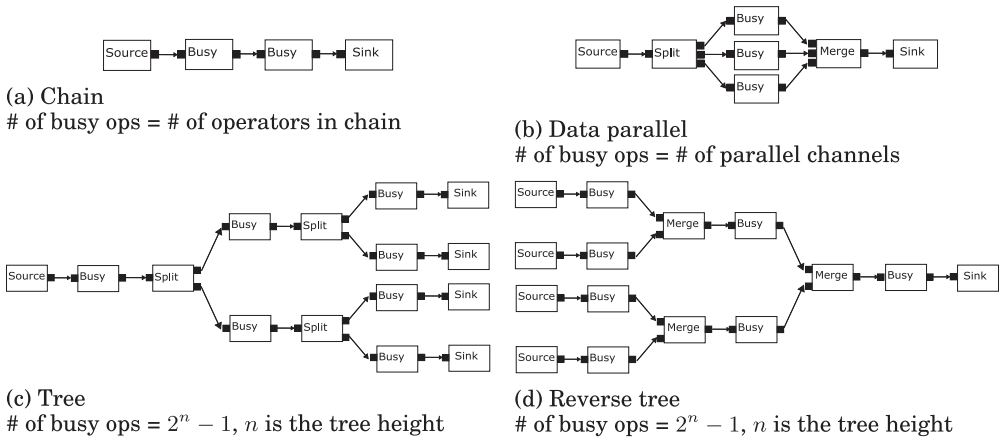 Source Busy Busy Sink
(a) Chain
# of busy ops = # of operators in chain
Busy
Source Split Busy Merge Sink
Busy
(b) Data parallel
# of busy ops = # of parallel channels
Busy Sink
Busy Split
Busy Sink
Source Busy Split
Busy Sink
Busy Split
Busy Sink
(c) Tree
# of busy ops = 2^n − 1, n is the tree height
Source Busy
Merge Busy
Source Busy
Merge Busy Sink
Source Busy
Merge Busy
Source Busy
(d) Reverse tree
# of busy ops = 2^n − 1, n is the tree height